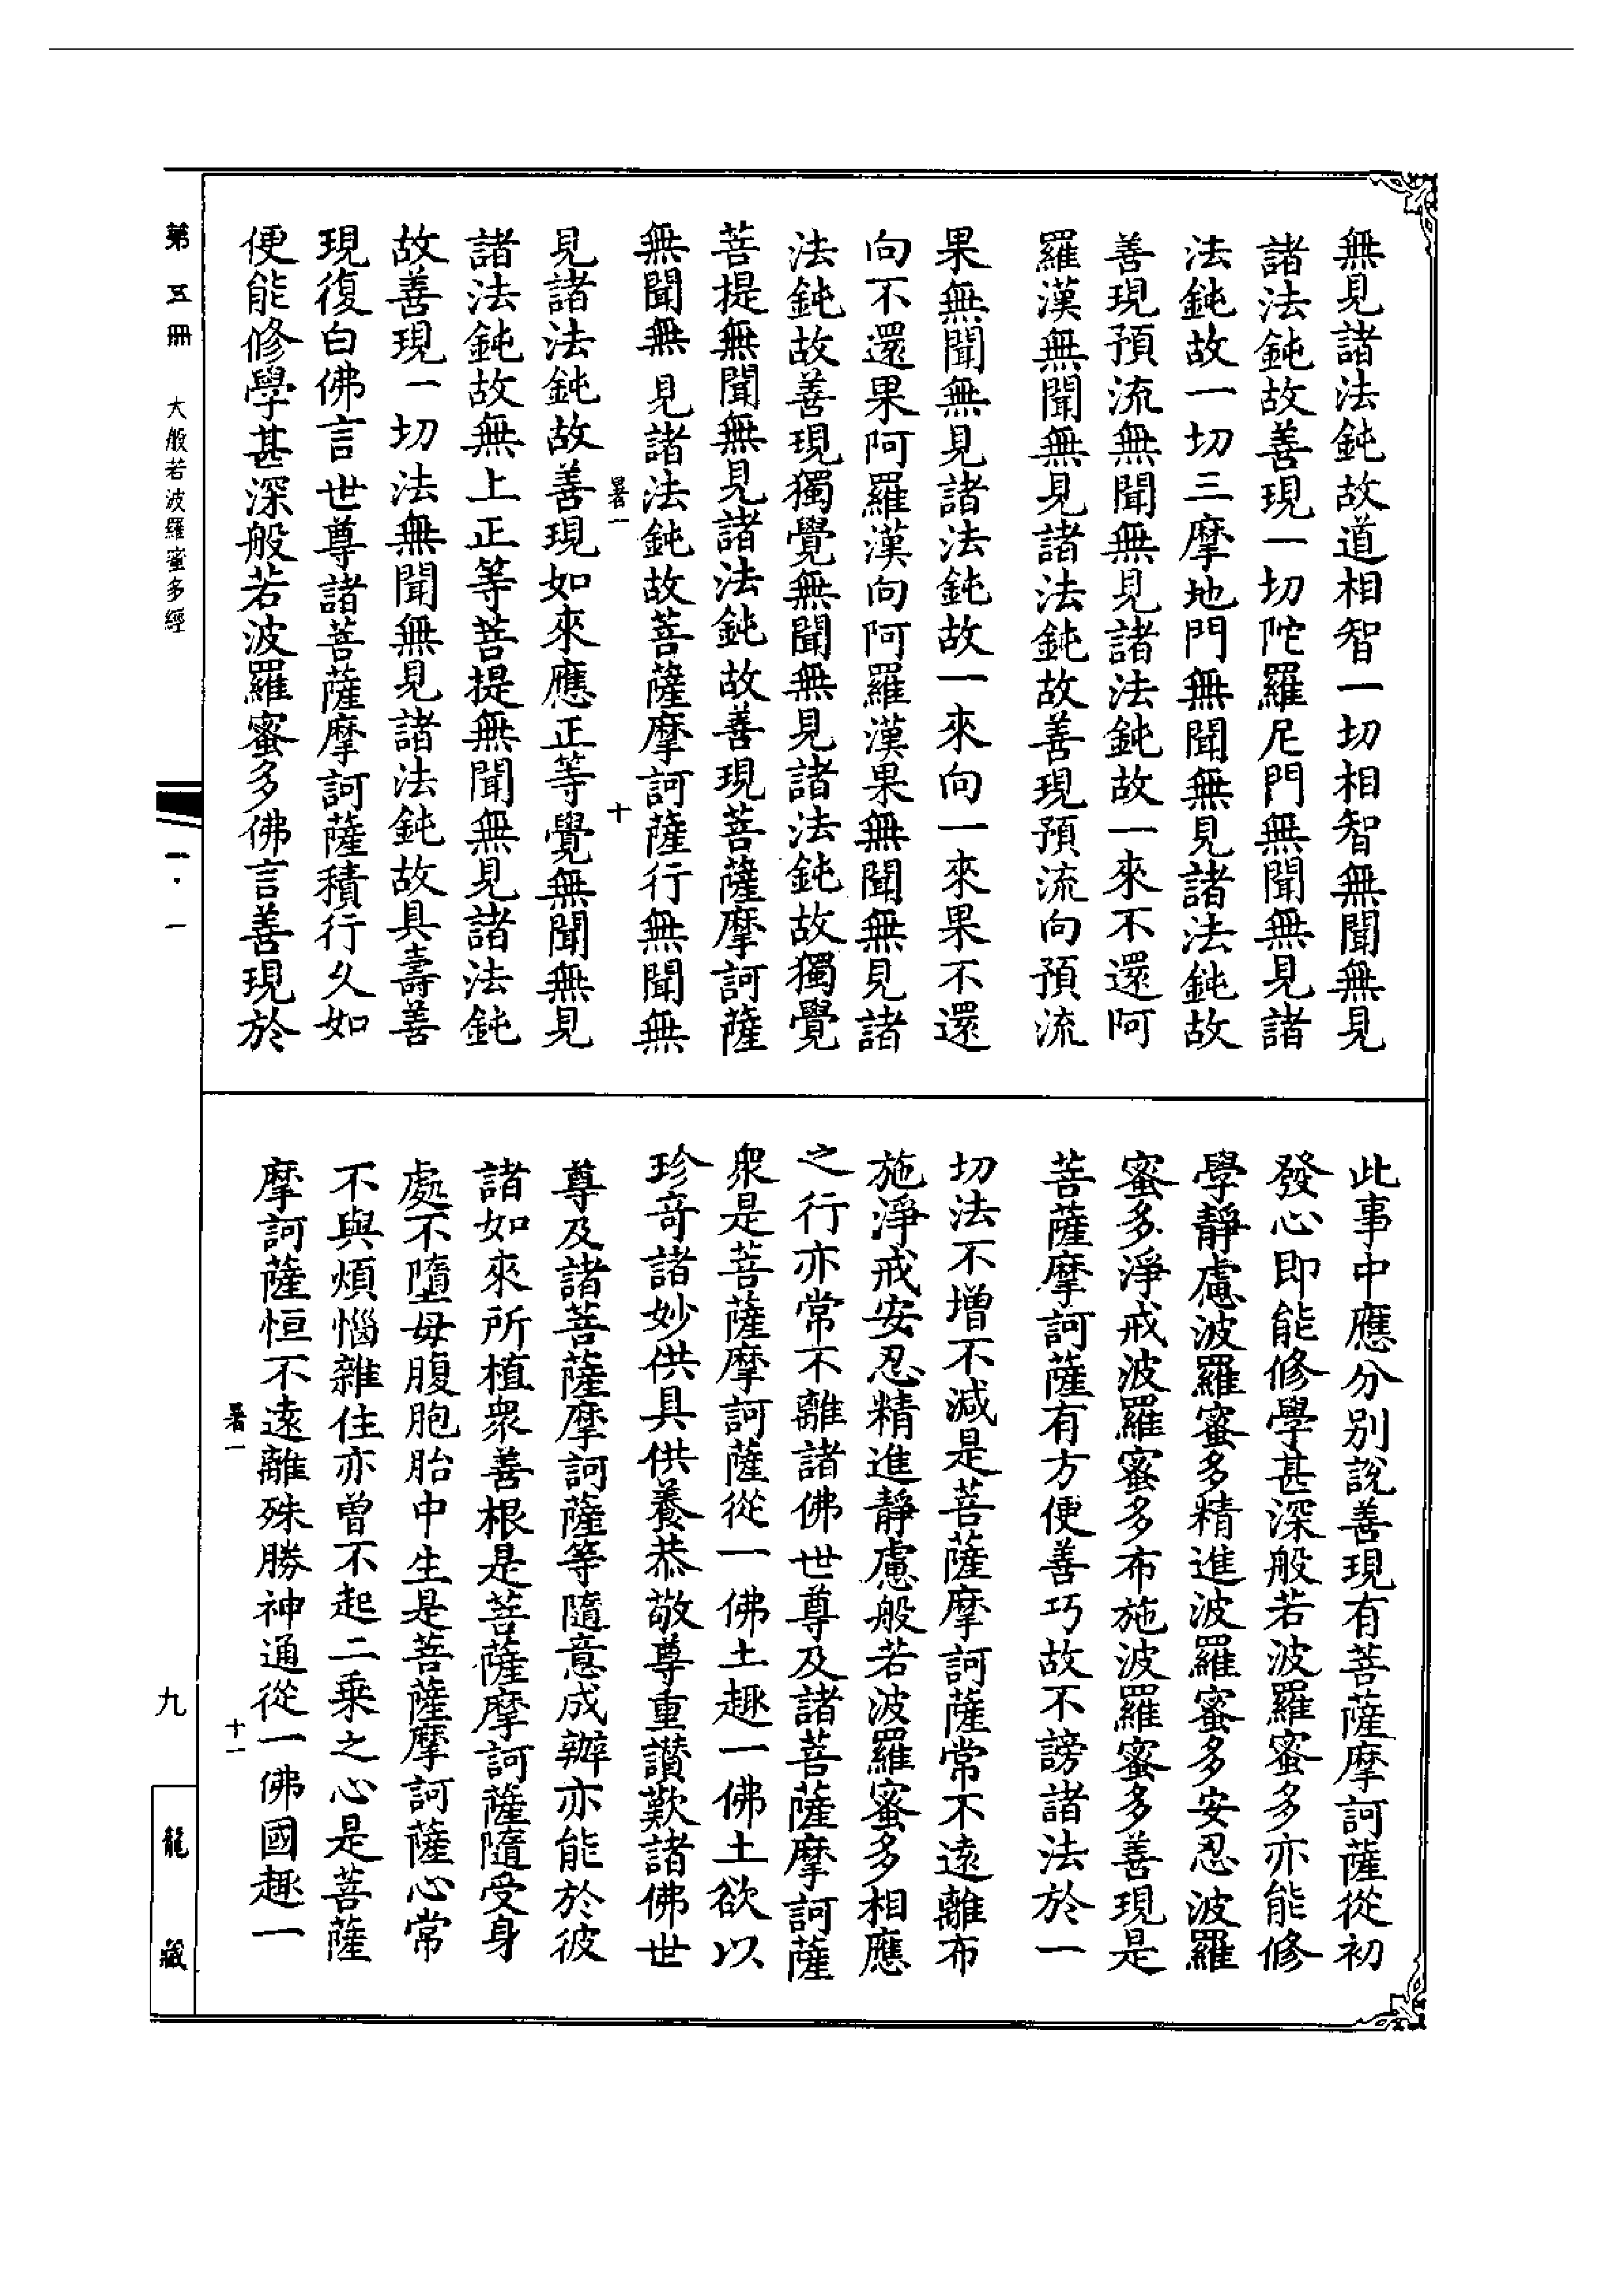 無見諸法鈍故道相智一切相智無聞無見
諸法鈍故善現一切陀羅尼門無聞無見諸
法鈍故一切三摩地門無聞無見諸法鈍故
善現預流無聞無見諸法鈍故一來不還阿
羅漢無聞無見諸法鈍故善現預流向預流
果無聞無見諸法鈍故一來向一來果不還
向不還果阿羅漢向阿羅漢果無聞無見諸
法鈍故善現獨覺無聞無見諸法鈍故獨覺
菩提無聞無見諸法鈍故善現菩薩摩訶薩
無聞無見諸法鈍故菩薩摩訶薩行無聞無
暑一 十
見諸法鈍故善現如來應正等覺無聞無見
諸法鈍故無上正等菩提無聞無見諸法鈍
故善現一切法無聞無見諸法鈍故具壽善
現復白佛言世尊諸菩薩摩訶薩積行久如
便能修學甚深般若波羅蜜多佛言善現於
此事中應分別說善現有菩薩摩訶薩從初
發心即能修學甚深般若波羅蜜多亦能修
學靜慮波羅蜜多精進波羅蜜多安忍波羅
蜜多淨戒波羅蜜多布施波羅蜜多善現是
菩薩摩訶薩有方便善巧故不謗諸法於一
切法不增不減是菩薩摩訶薩常不遠離布
施淨戒安忍精進靜慮般若波羅蜜多相應
之行亦常不離諸佛世尊及諸菩薩摩訶薩
衆是菩薩摩訶薩從一佛土趣一佛土欲以
珍奇諸妙供具供養恭敬尊重讚歎諸佛世
尊及諸菩薩摩訶薩等隨意成辦亦能於彼
諸如來所植衆善根是菩薩摩訶薩隨受身
處不墮母腹胞胎中生是菩薩摩訶薩心常
不與煩惱雜住亦曾不起二乘之心是菩薩
摩訶薩恒不遠離殊勝神通從一佛國趣一
暑一 十一
第五冊 大般若波羅蜜多經 一·一 九 龍藏